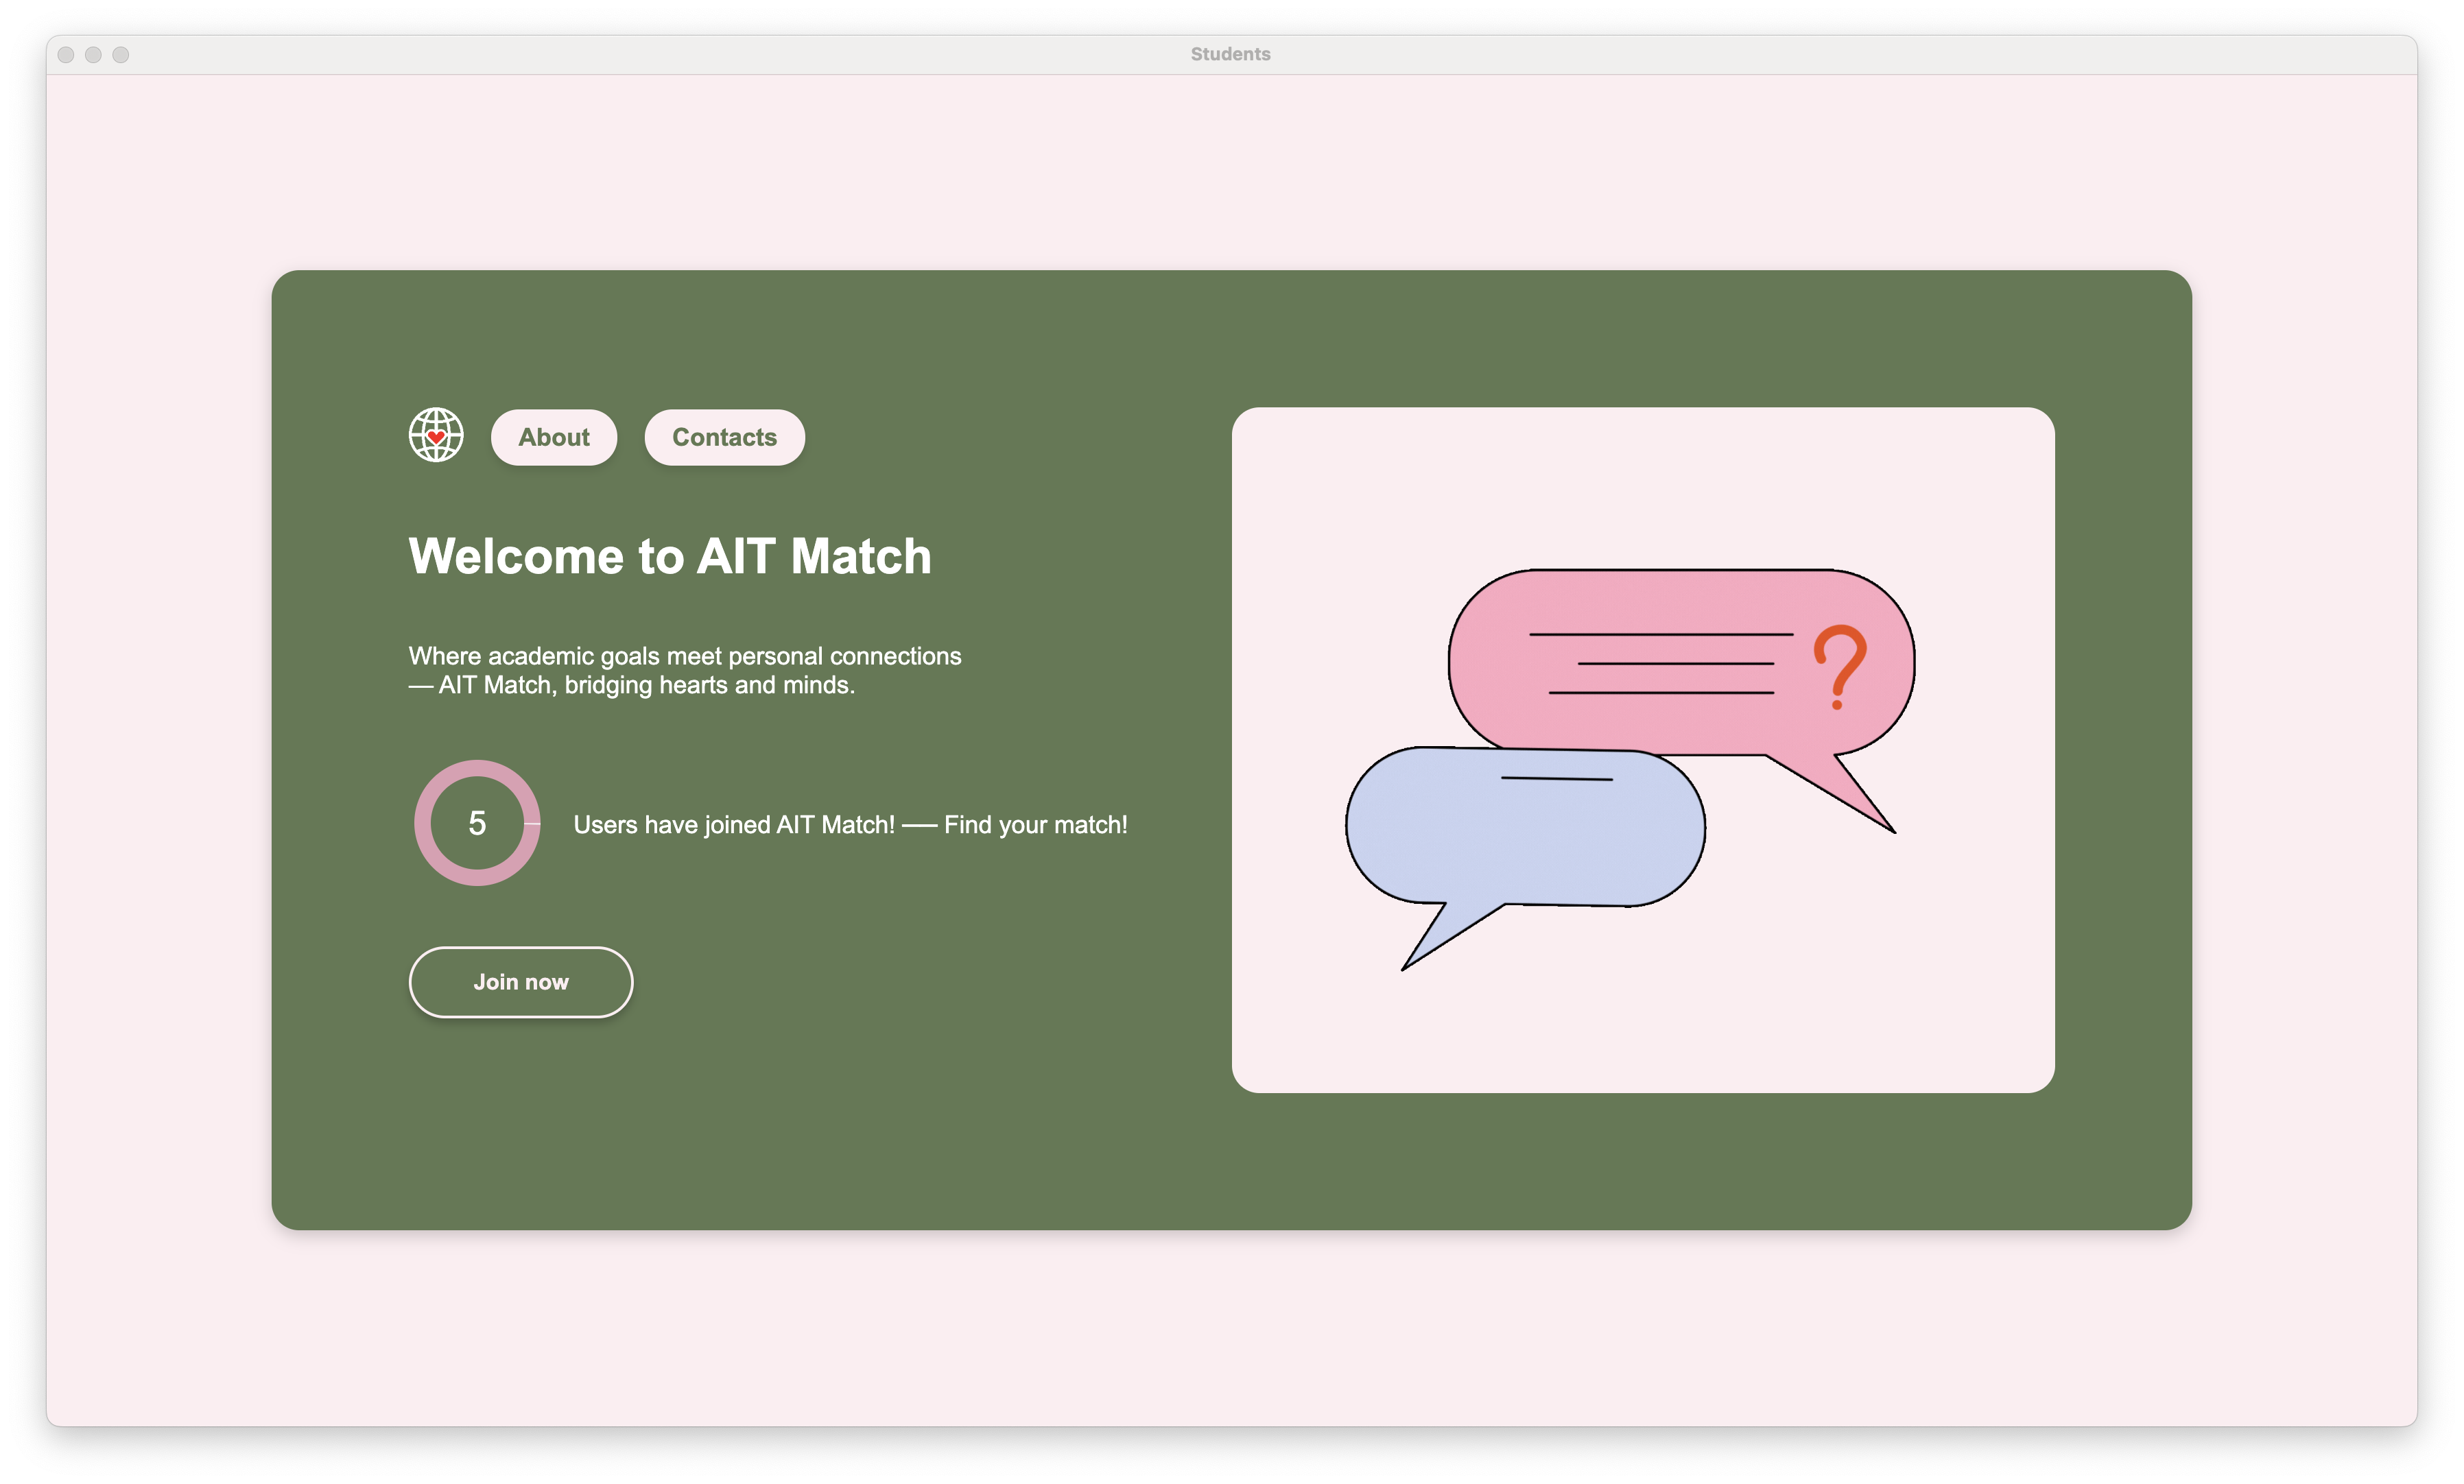 Students
About
Contacts
Welcome to AIT Match
Where academic goals meet personal connections
— AIT Match, bridging hearts and minds.
5
Users have joined AIT Match! —– Find your match!
Join now
?